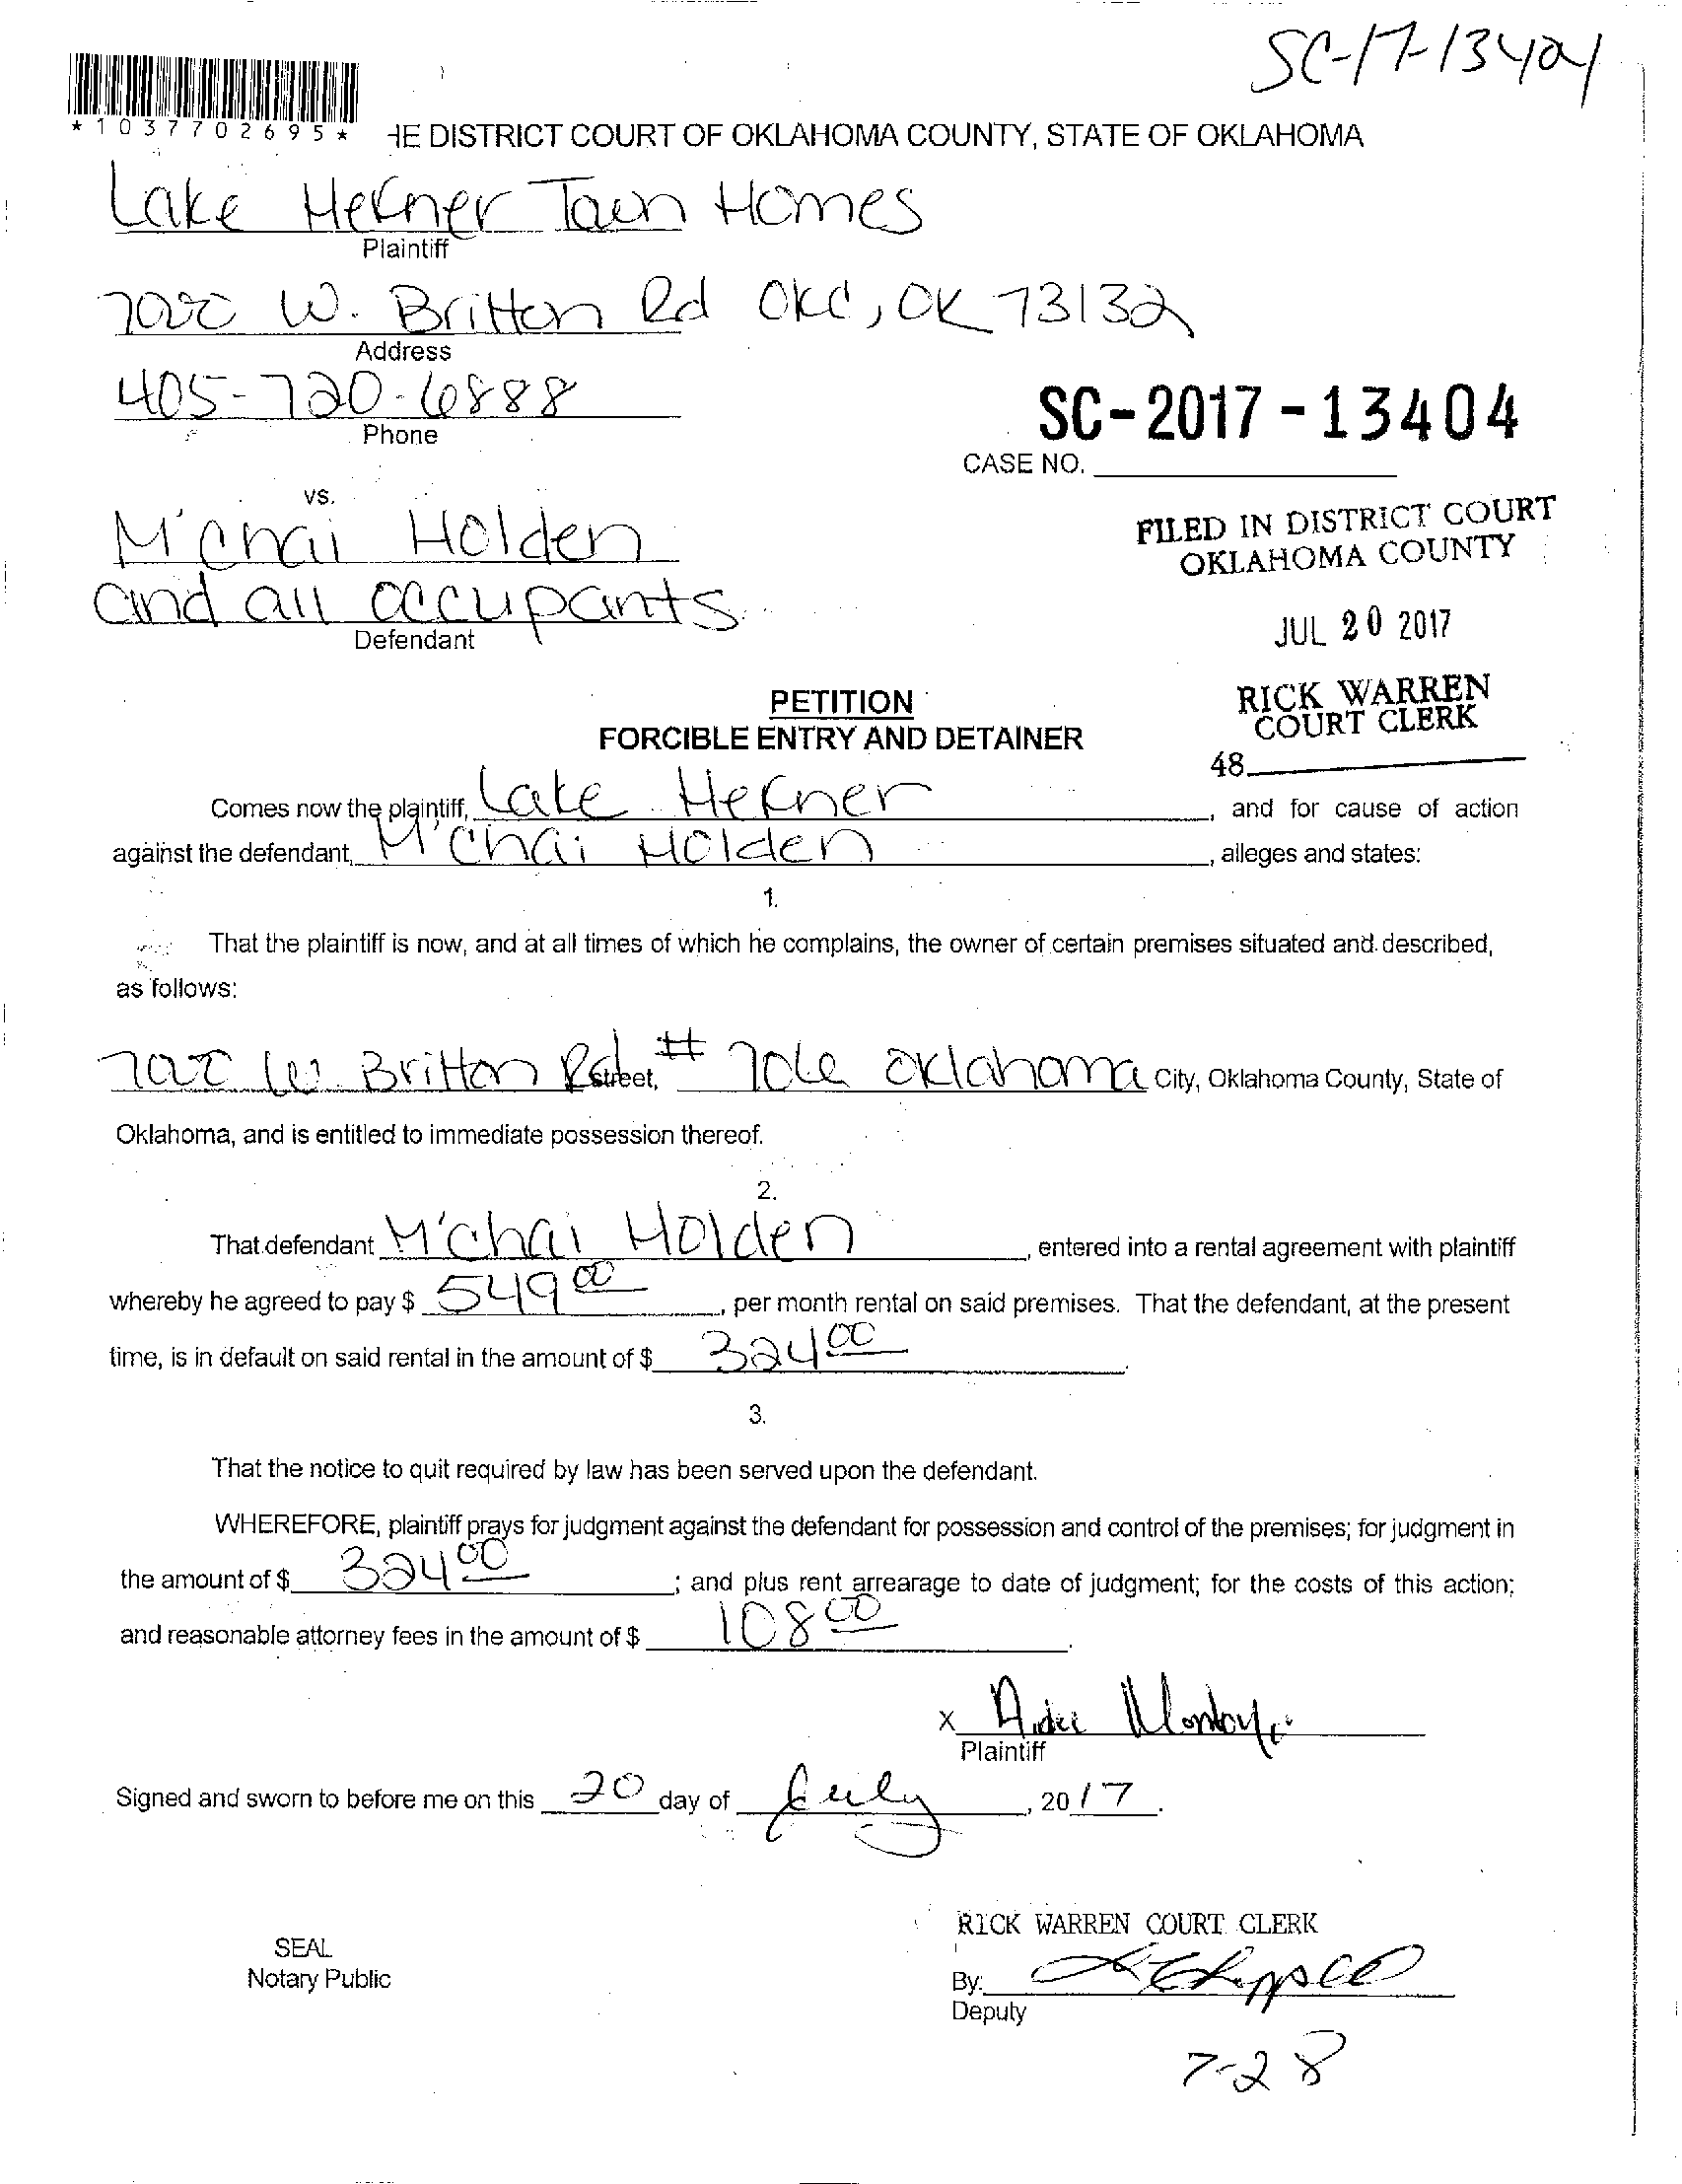 SC-17-13404
*1037702695*
HE DISTRICT COURT OF OKLAHOMA COUNTY, STATE OF OKLAHOMA
Lake Hefner Town Homes
Plaintiff
W. Britton Rd OKC, OK 73132
Address
405-720-6888
Phone
SC-2017-13404
CASE NO.
vs.
M'Chai Holden
and all occupants
Defendant
FILED IN DISTRICT COURT
OKLAHOMA COUNTY
JUL 20 2017
RICK WARREN
COURT CLERK
48
PETITION
FORCIBLE ENTRY AND DETAINER
Comes now the plaintiff, Lake Hefner, and for cause of action
against the defendant, M'Chai Holden, alleges and states:
1.
That the plaintiff is now, and at all times of which he complains, the owner of certain premises situated and described,
as follows:
W Britton Rd street, # Oklahoma City, Oklahoma County, State of
Oklahoma, and is entitled to immediate possession thereof.
2.
That defendant M'Chai Holden, entered into a rental agreement with plaintiff
whereby he agreed to pay $ 549 00, per month rental on said premises. That the defendant, at the present
time, is in default on said rental in the amount of $ 324 00.
3.
That the notice to quit required by law has been served upon the defendant.
WHEREFORE, plaintiff prays for judgment against the defendant for possession and control of the premises; for judgment in
the amount of $ 324 00; and plus rent arrearage to date of judgment; for the costs of this action;
and reasonable attorney fees in the amount of $ 108 00.
x
Plaintiff
Signed and sworn to before me on this 20 day of July, 2017.
RICK WARREN COURT CLERK
SEAL
Notary Public
By:
Deputy
7-28